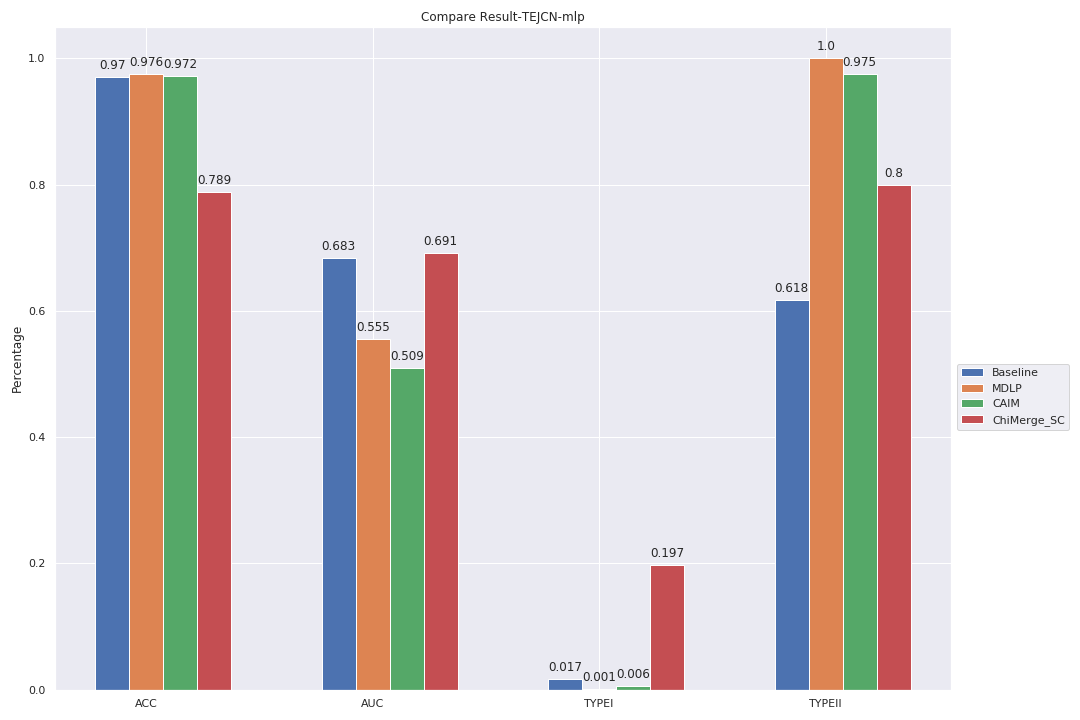 Compare Result-TEJCN-mlp
Percentage
1.0
0.8
0.6
0.4
0.2
0.0
0.97 0.976 0.972 0.789
0.683 0.555 0.509 0.691
0.017 0.001 0.006 0.197
0.618 1.0 0.975 0.8
ACC AUC TYPEI TYPEII
Baseline
MDLP
CAIM
ChiMerge_SC